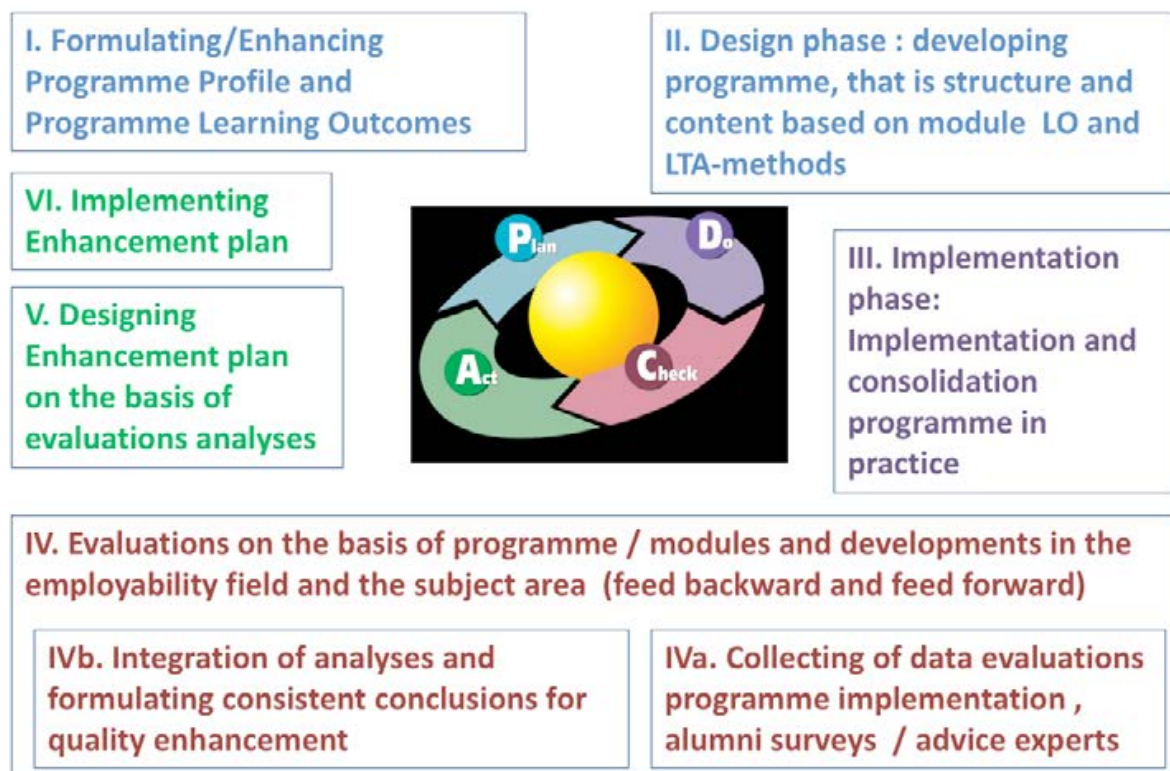 I. Formulating/Enhancing
Programme Profile and
Programme Learning Outcomes
II. Design phase : developing
programme, that is structure and
content based on module LO and
LTA-methods
VI. Implementing
Enhancement plan
V. Designing
Enhancement plan
on the basis of
evaluations analyses
Plan
Do
Act
Check
III. Implementation
phase:
Implementation and
consolidation
programme in
practice
IV. Evaluations on the basis of programme / modules and developments in the
employability field and the subject area (feed backward and feed forward)
IVb. Integration of analyses and
formulating consistent conclusions for
quality enhancement
IVa. Collecting of data evaluations
programme implementation ,
alumni surveys / advice experts